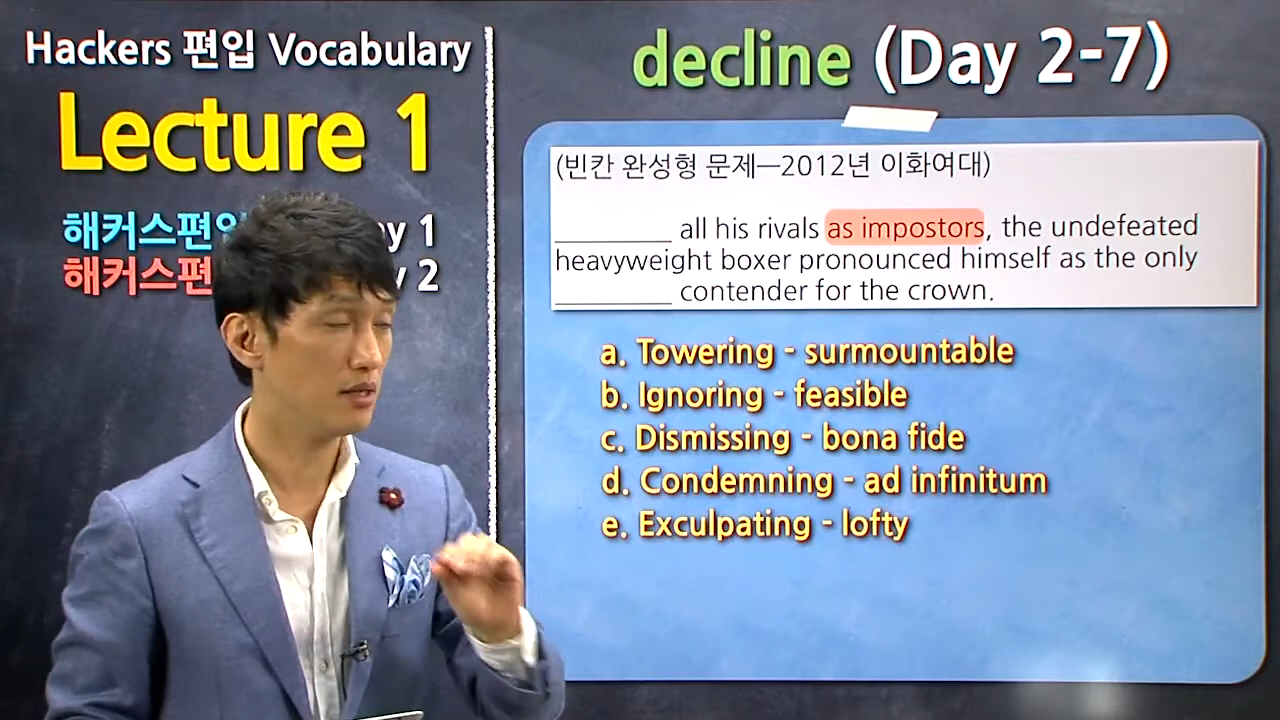 Hackers 편입 Vocabulary
Lecture 1
해커스편입 y 1
해커스편 y 2
decline (Day 2-7)
(빈칸 완성형 문제—2012년 이화여대)
__________ all his rivals as impostors, the undefeated
heavyweight boxer pronounced himself as the only
__________ contender for the crown.
a. Towering - surmountable
b. Ignoring - feasible
c. Dismissing - bona fide
d. Condemning - ad infinitum
e. Exculpating - lofty